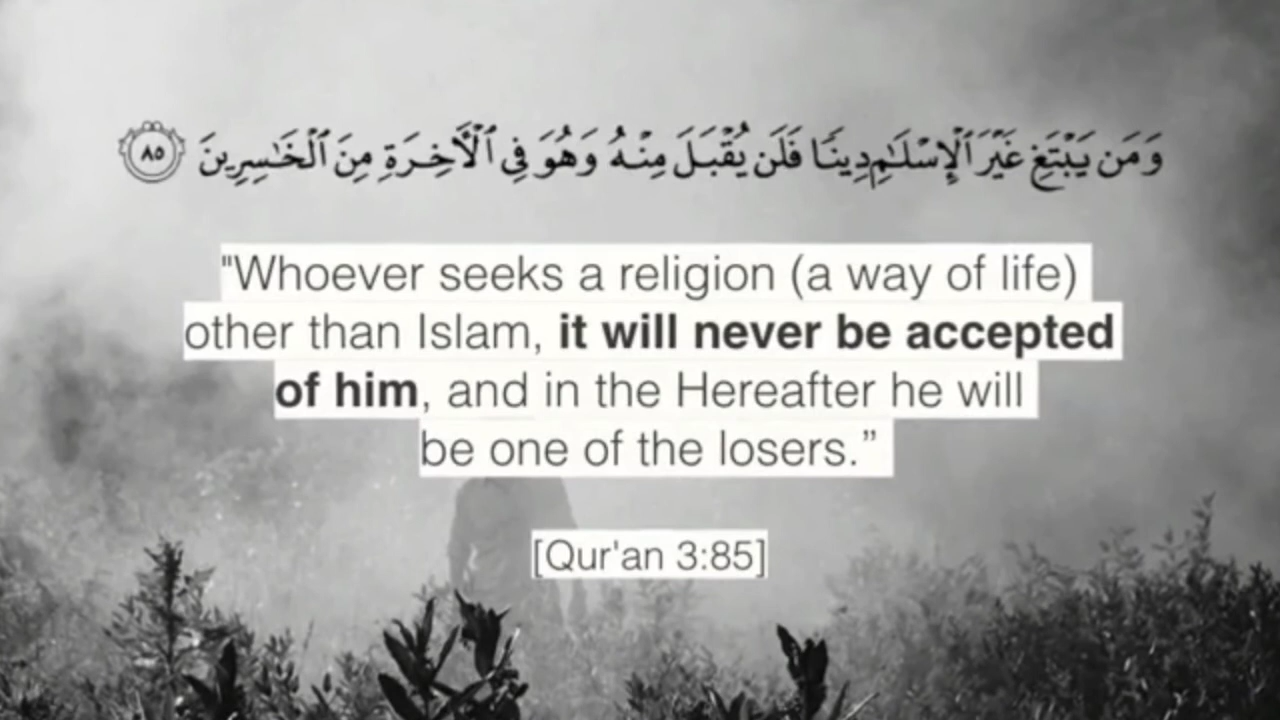 وَمَن يَبْتَغِ غَيْرَ ٱلْإِسْلَـٰمِ دِينًا فَلَن يُقْبَلَ مِنْهُ وَهُوَ فِى ٱلْـَٔاخِرَةِ مِنَ ٱلْخَـٰسِرِينَ ٨٥
"Whoever seeks a religion (a way of life)
other than Islam, it will never be accepted
of him, and in the Hereafter he will
be one of the losers.”
[Qur'an 3:85]